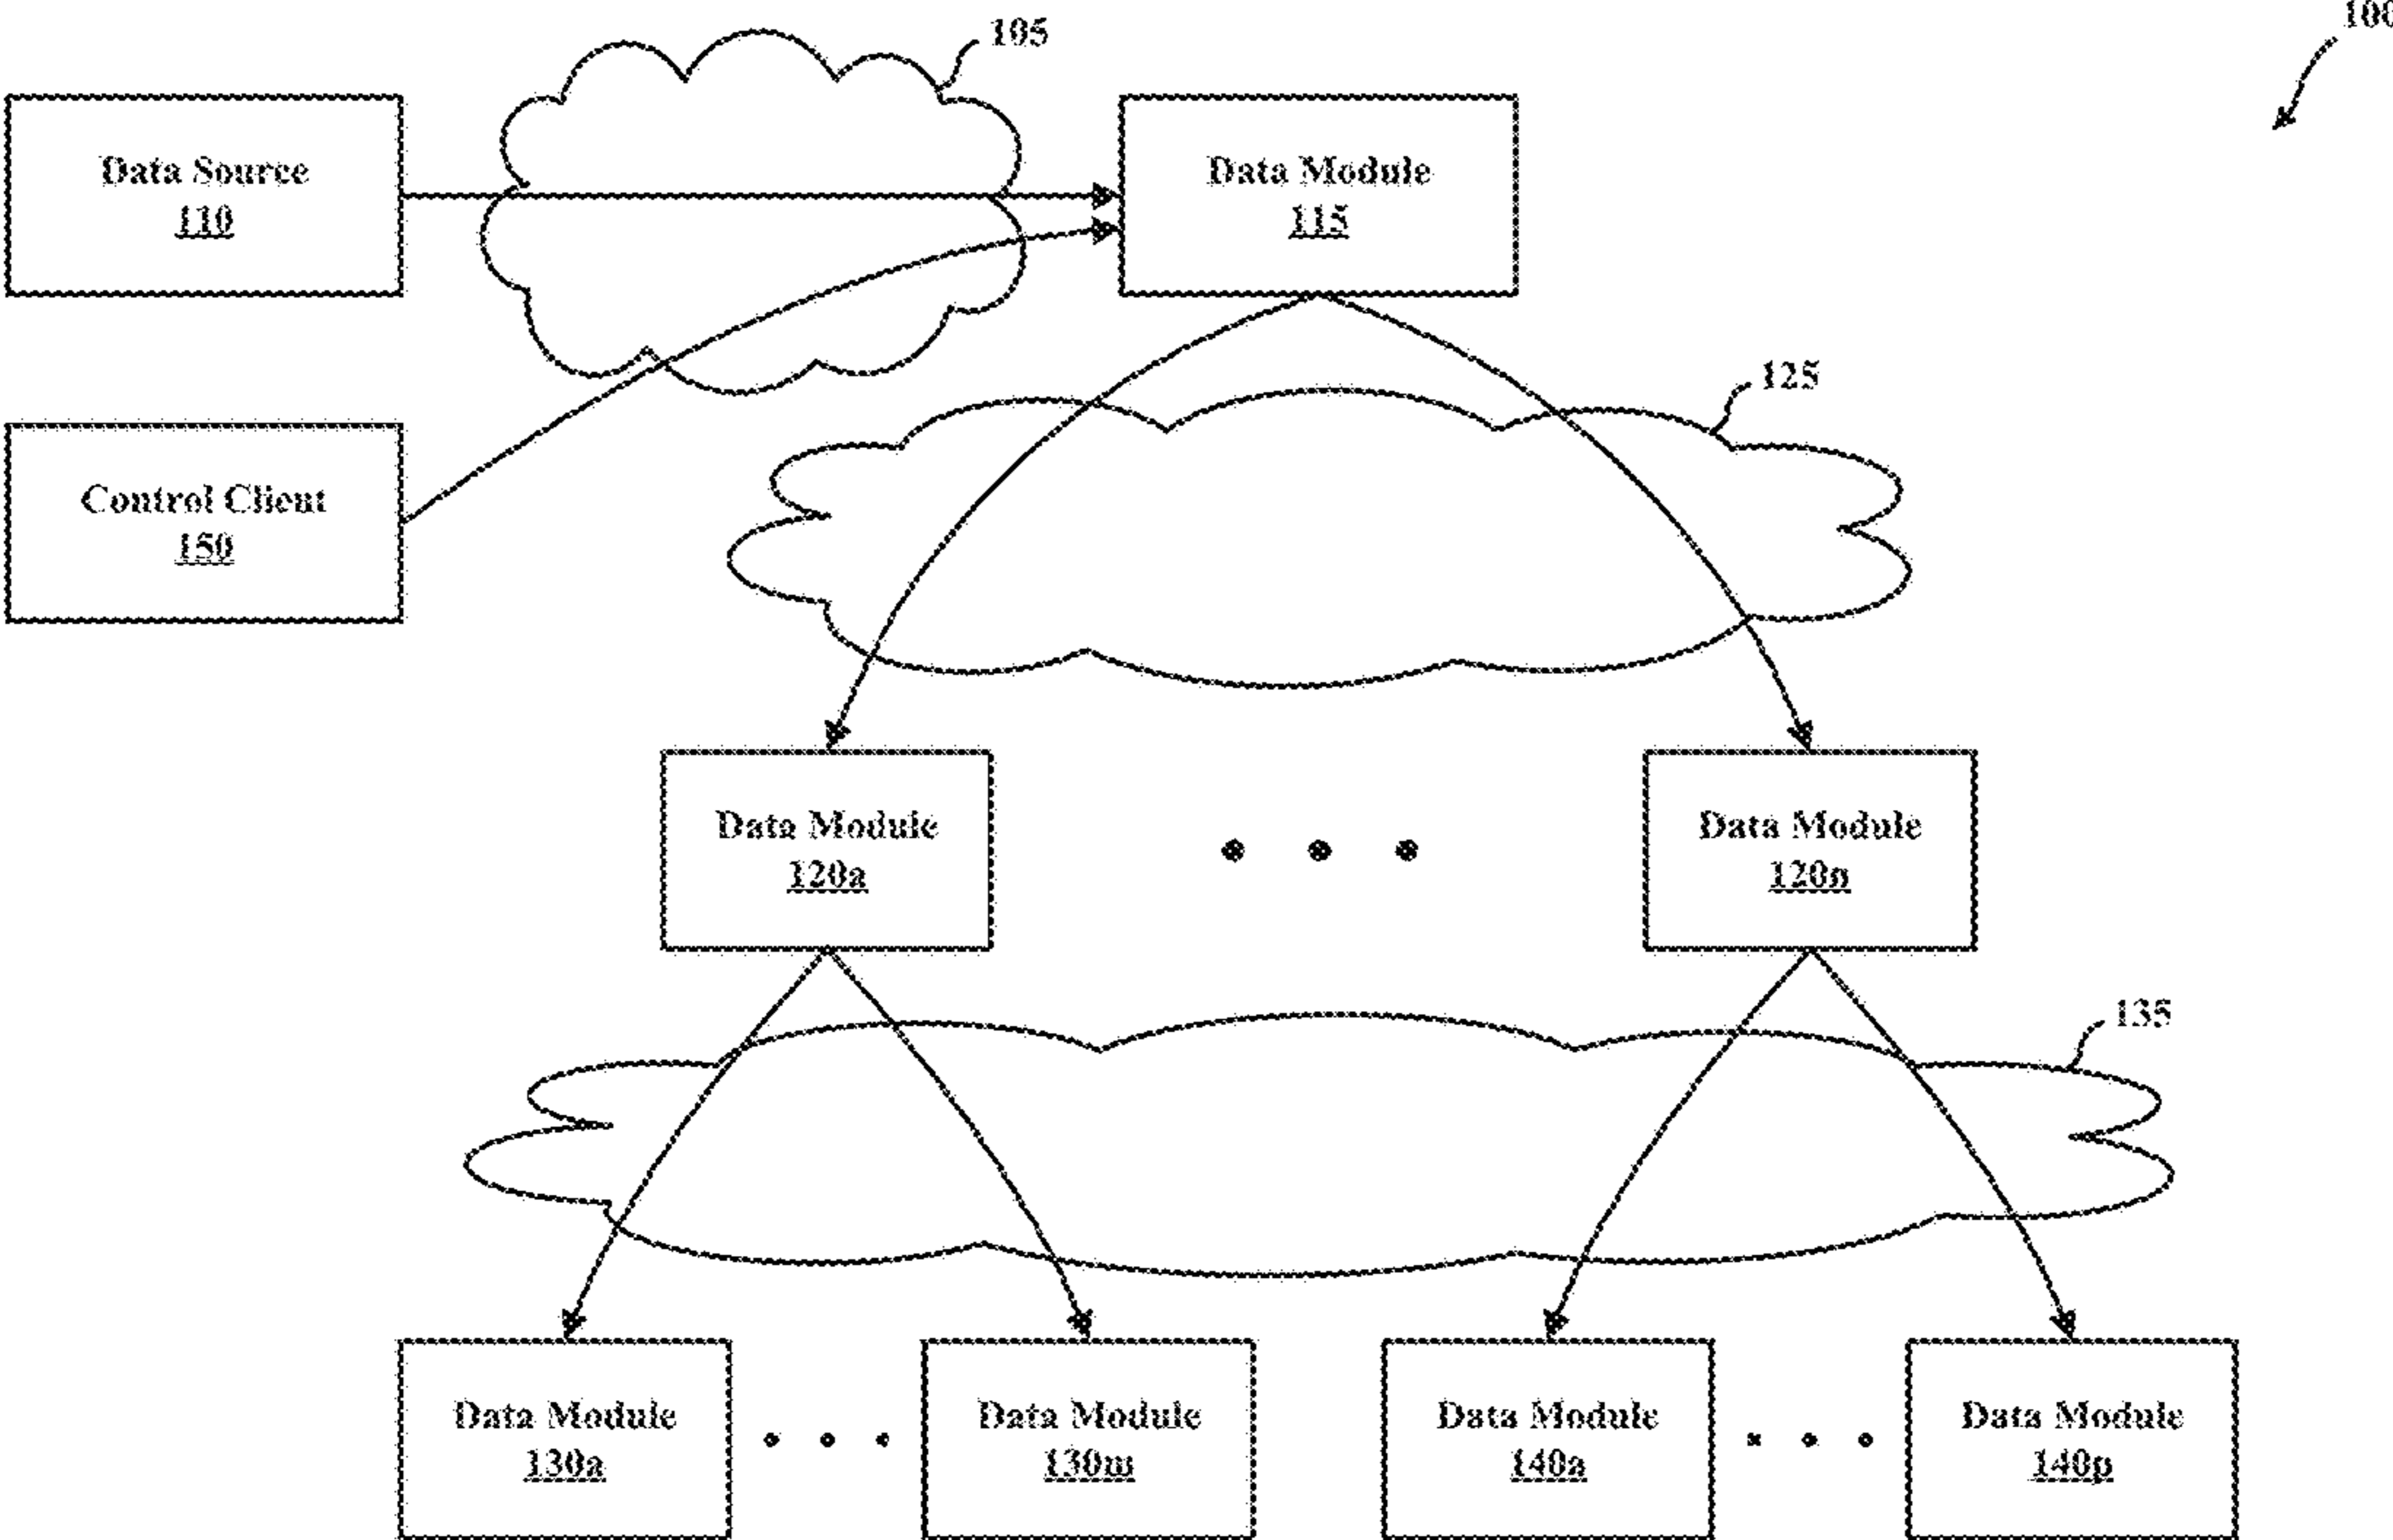 105
100
Data Source
110
Data Module
115
125
Control Client
150
Data Module
120a
Data Module
120n
135
Data Module
130a
Data Module
130m
Data Module
140a
Data Module
140p